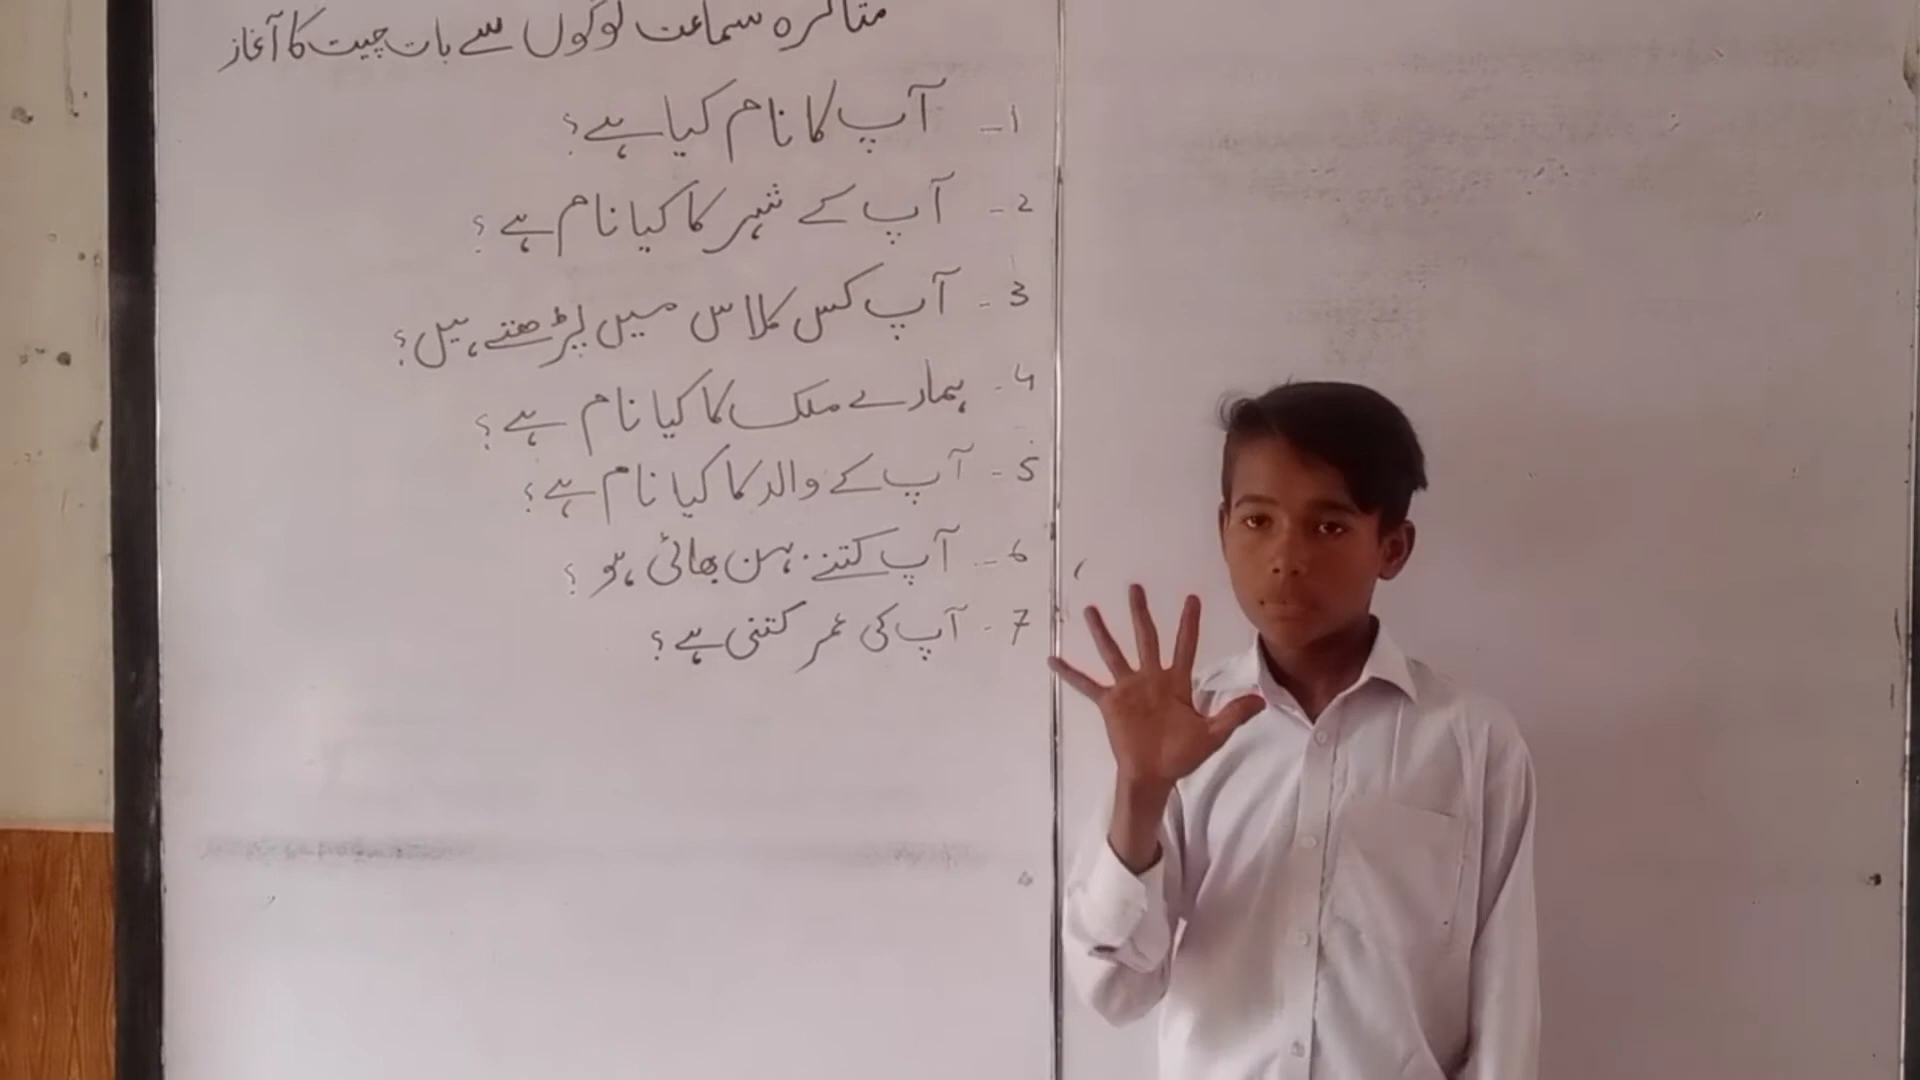 متاثرہ سماعت لوگوں سے بات چیت کا آغاز
1- آپ کا نام کیا ہے؟
2- آپ کے شہر کا کیا نام ہے؟
3- آپ کس کلاس میں پڑھتے ہیں؟
4- ہمارے ملک کا کیا نام ہے؟
5- آپ کے والد کا کیا نام ہے؟
6- آپ کتنے بہن بھائی ہو؟
7- آپ کی عمر کتنی ہے؟